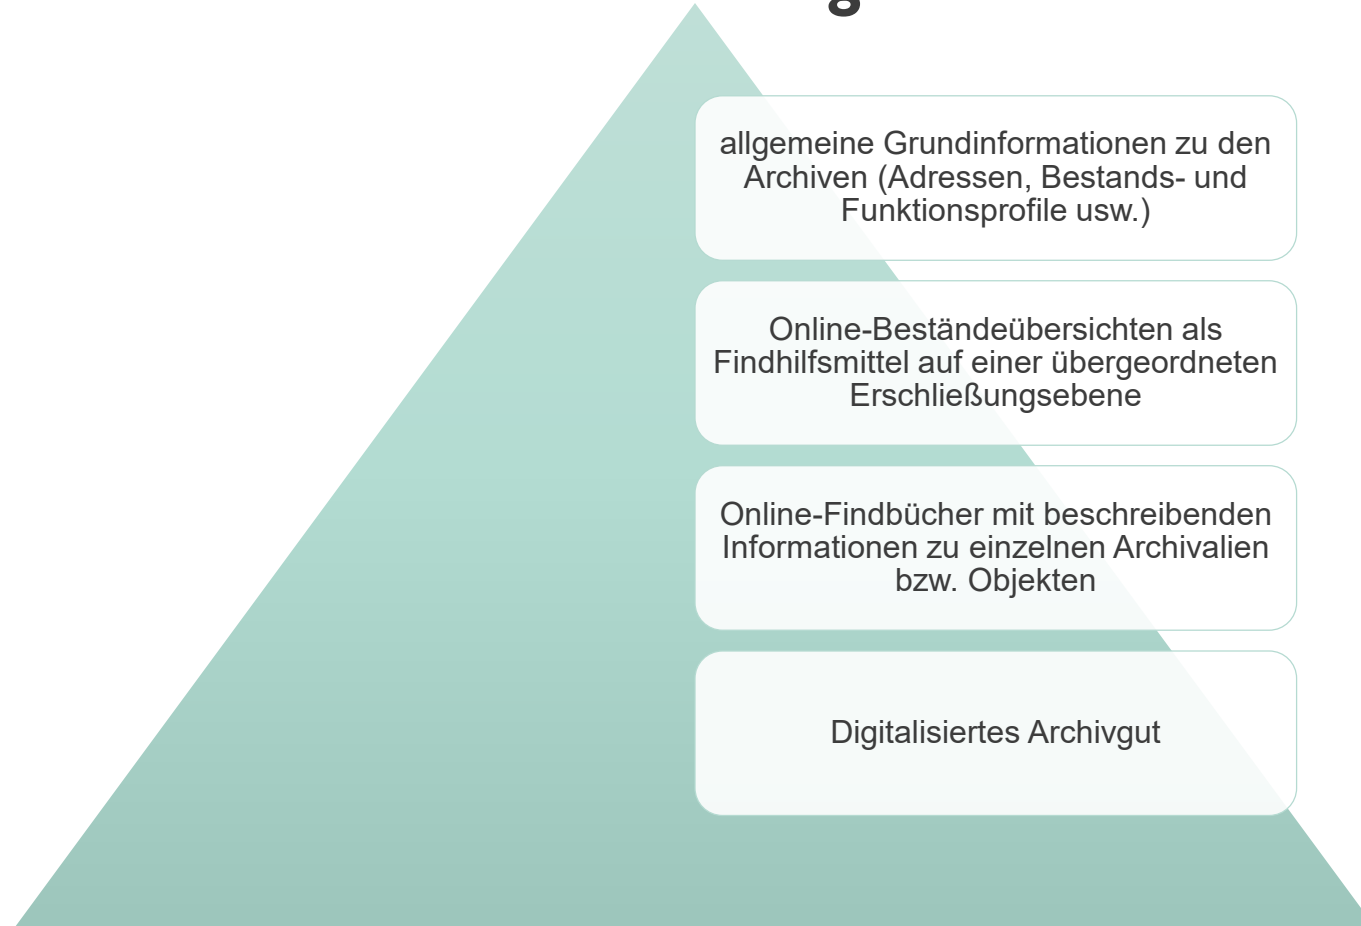 allgemeine Grundinformationen zu den
Archiven (Adressen, Bestands- und
Funktionsprofile usw.)
Online-Beständeübersichten als
Findhilfsmittel auf einer übergeordneten
Erschließungsebene
Online-Findbücher mit beschreibenden
Informationen zu einzelnen Archivalien
bzw. Objekten
Digitalisiertes Archivgut